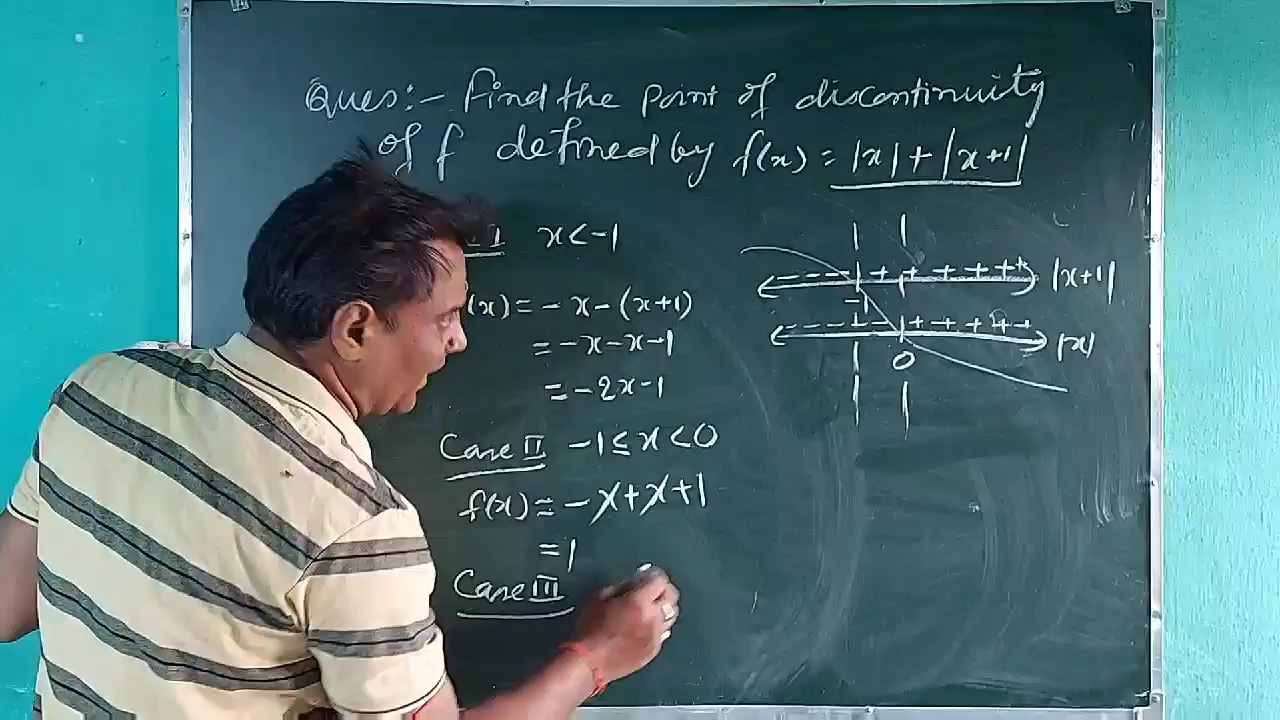 Ques:- Find the point of discontinuity
of f defined by f(x) = |x| + |x+1|
I x < -1
(x) = -x-(x+1)
= -x-x-1
= -2x-1
Case II -1 ≤ x < 0
f(x) = -x+x+1
= 1
Case III
- - - - + + + + + + |x+1|
-1
- - - - - + + + + + |x|
0